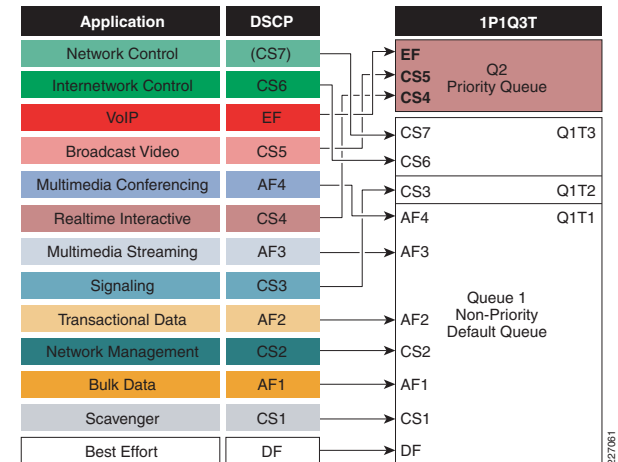 Application DSCP 1P1Q3T
Network Control (CS7)
Internetwork Control CS6
VoIP EF
Broadcast Video CS5
Multimedia Conferencing AF4
Realtime Interactive CS4
Multimedia Streaming AF3
Signaling CS3
Transactional Data AF2
Network Management CS2
Bulk Data AF1
Scavenger CS1
Best Effort DF
EF
CS5
CS4
Q2
Priority Queue
CS7 Q1T3
CS6
CS3 Q1T2
AF4 Q1T1
AF3
Queue 1
Non-Priority
Default Queue
AF2
CS2
AF1
CS1
DF
227061